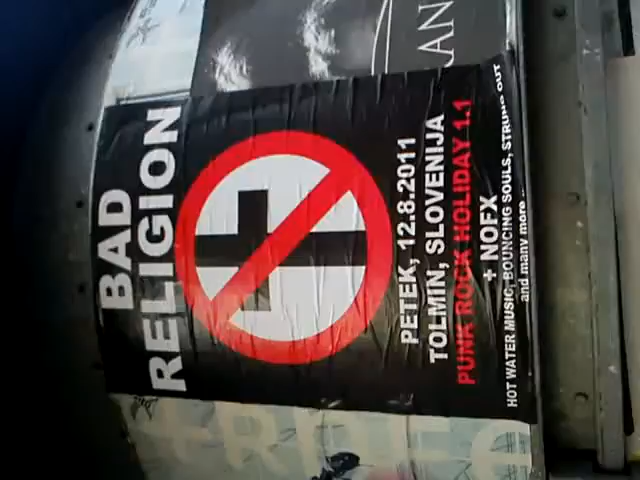 BAD
RELIGION
PETEK, 12.8.2011
TOLMIN, SLOVENIJA
PUNK ROCK HOLIDAY 1.1
+ NOFX
HOT WATER MUSIC, BOUNCING SOULS, STRUNG OUT
and many more...
AN